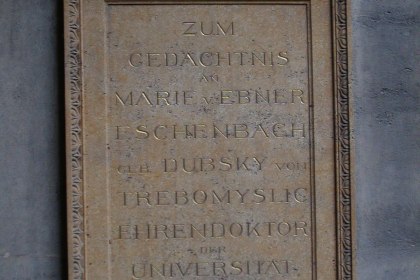 ZUM
GEDÄCHTNIS
AN
MARIE v. EBNER
ESCHENBACH
GEB. DUBSKY VON
TREBOMYSLIC
EHRENDOKTOR
DER
UNIVERSITÄT